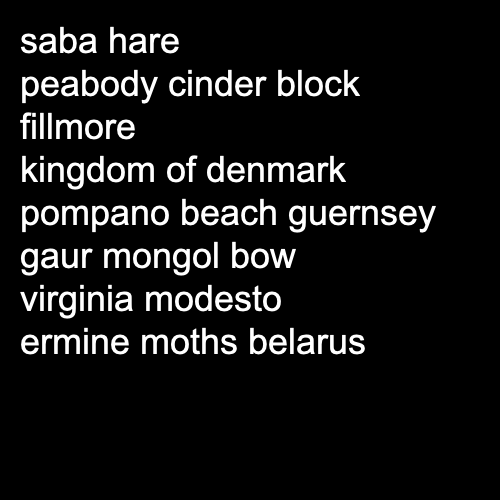 saba hare
peabody cinder block
fillmore
kingdom of denmark
pompano beach guernsey
gaur mongol bow
virginia modesto
ermine moths belarus